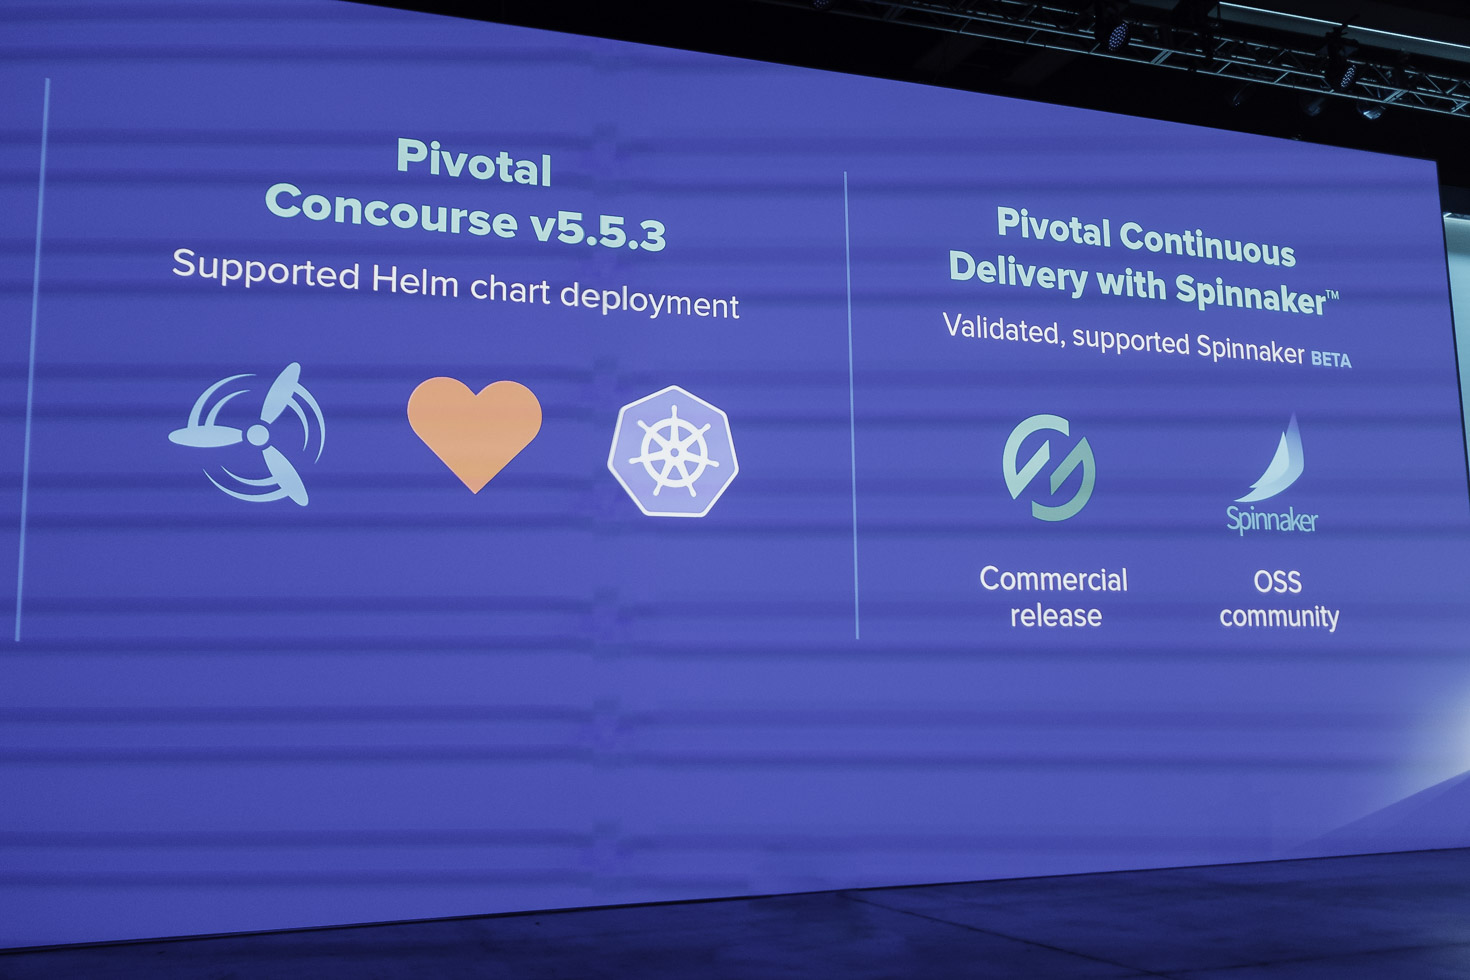 Pivotal
Concourse v5.5.3
Supported Helm chart deployment
Pivotal Continuous
Delivery with Spinnaker™
Validated, supported Spinnaker BETA
Spinnaker
Commercial
release
OSS
community